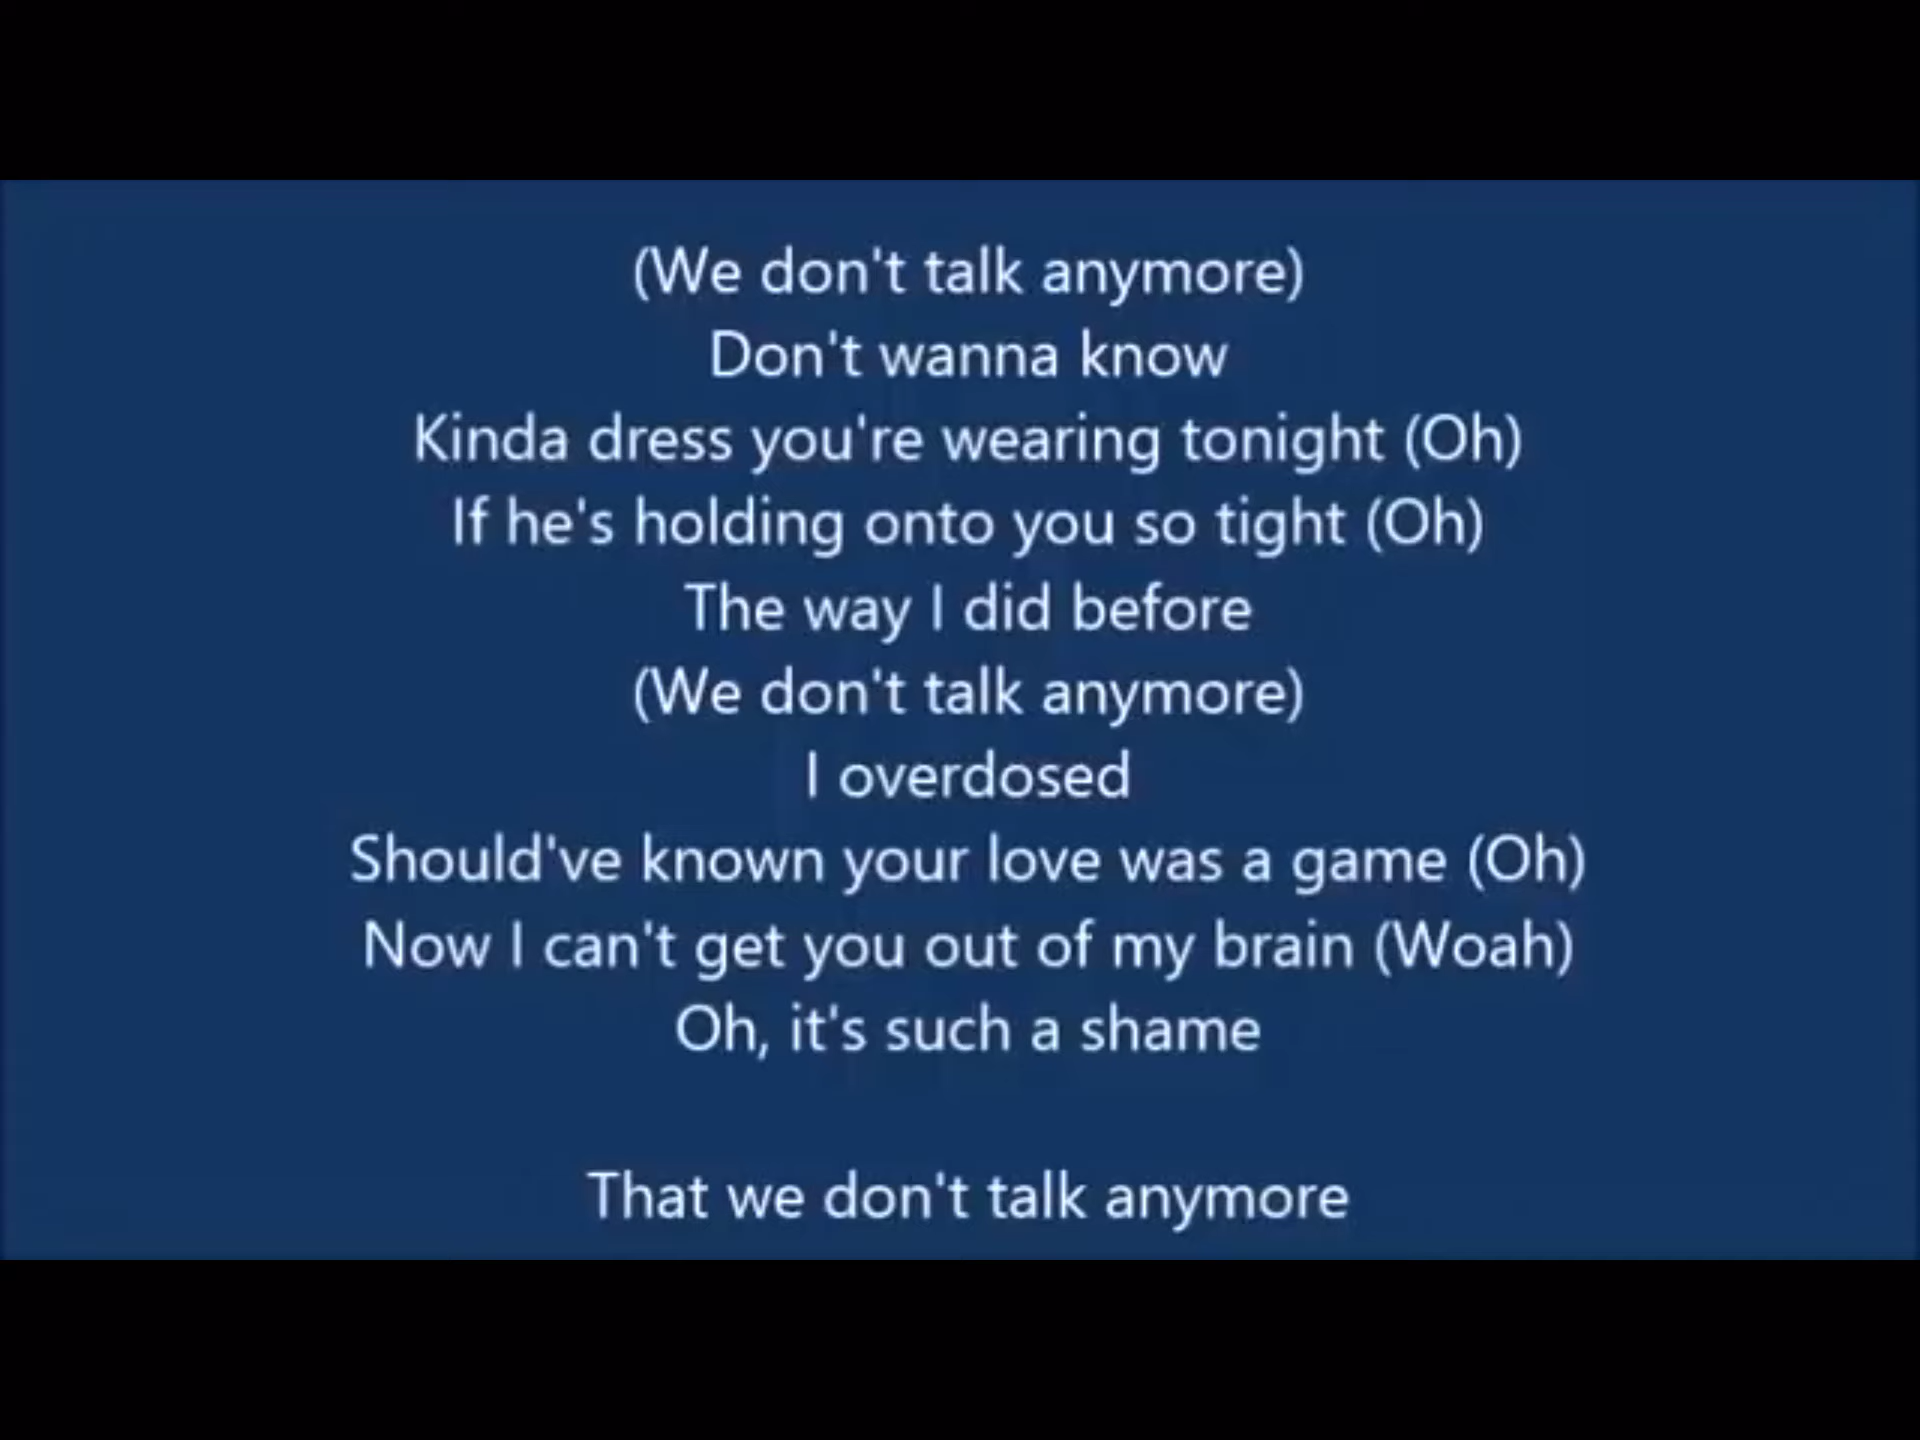 (We don't talk anymore)
Don't wanna know
Kinda dress you're wearing tonight (Oh)
If he's holding onto you so tight (Oh)
The way I did before
(We don't talk anymore)
I overdosed
Should've known your love was a game (Oh)
Now I can't get you out of my brain (Woah)
Oh, it's such a shame
That we don't talk anymore